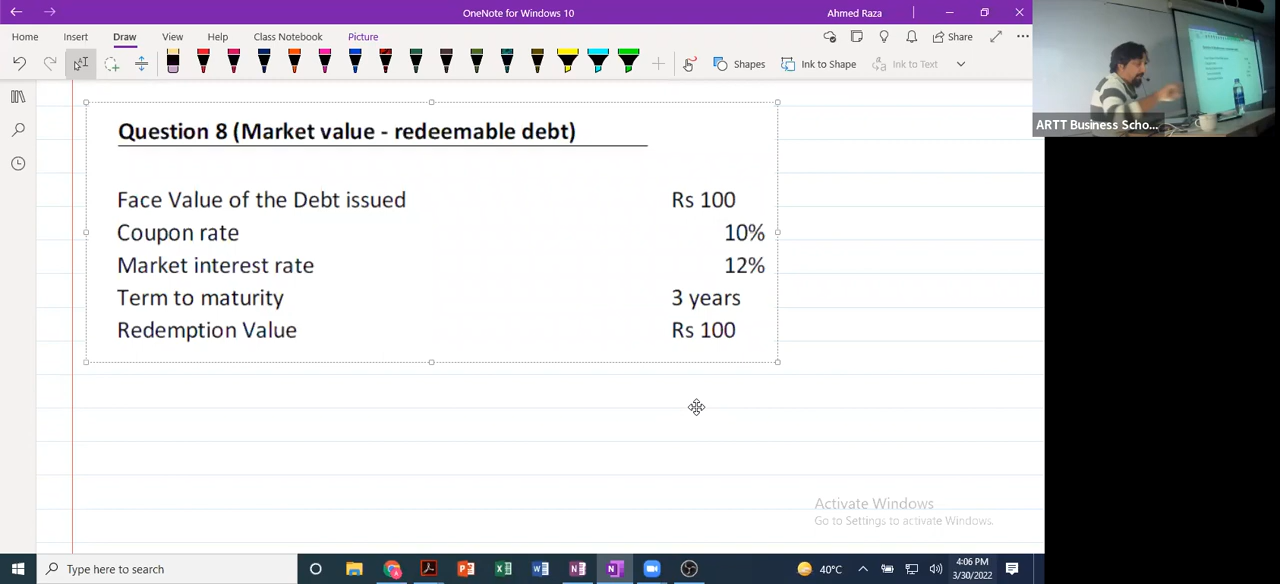 OneNote for Windows 10
Ahmed Raza
Home Insert Draw View Help Class Notebook Picture
Share
Shapes Ink to Shape Ink to Text
ARTT Business Scho...
Question 8 (Market value - redeemable debt)
Face Value of the Debt issued Rs 100
Coupon rate 10%
Market interest rate 12%
Term to maturity 3 years
Redemption Value Rs 100
Activate Windows
Go to Settings to activate Windows.
Type here to search
40°C
4:06 PM
3/30/2022